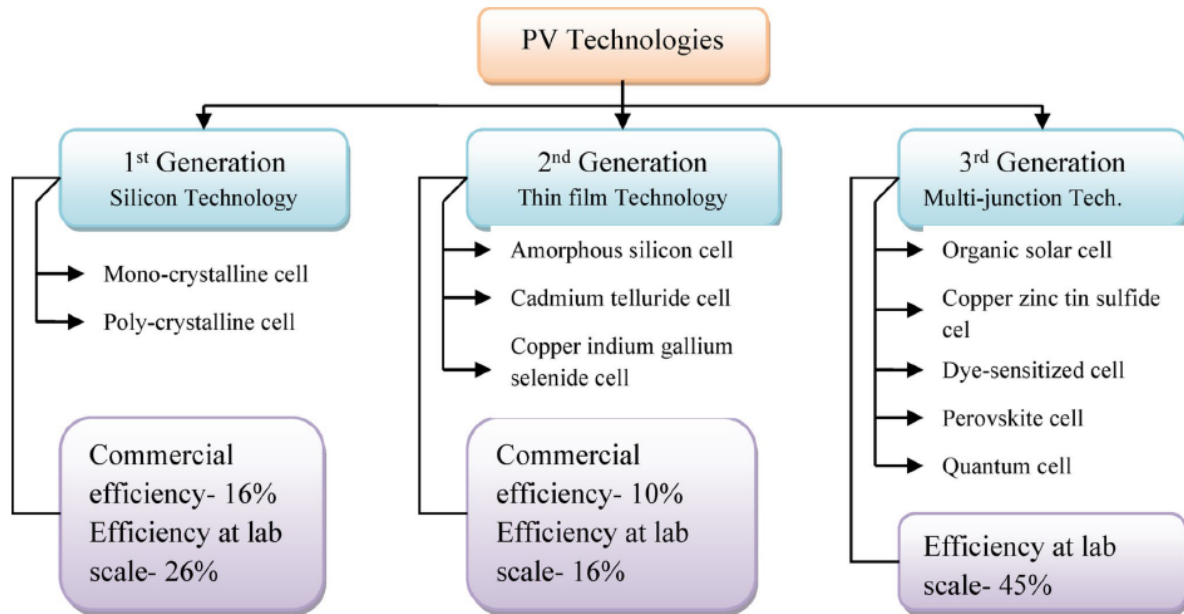 PV Technologies
1st Generation
Silicon Technology
Mono-crystalline cell
Poly-crystalline cell
Commercial
efficiency- 16%
Efficiency at lab
scale- 26%
2nd Generation
Thin film Technology
Amorphous silicon cell
Cadmium telluride cell
Copper indium gallium
selenide cell
Commercial
efficiency- 10%
Efficiency at lab
scale- 16%
3rd Generation
Multi-junction Tech.
Organic solar cell
Copper zinc tin sulfide
cel
Dye-sensitized cell
Perovskite cell
Quantum cell
Efficiency at lab
scale- 45%